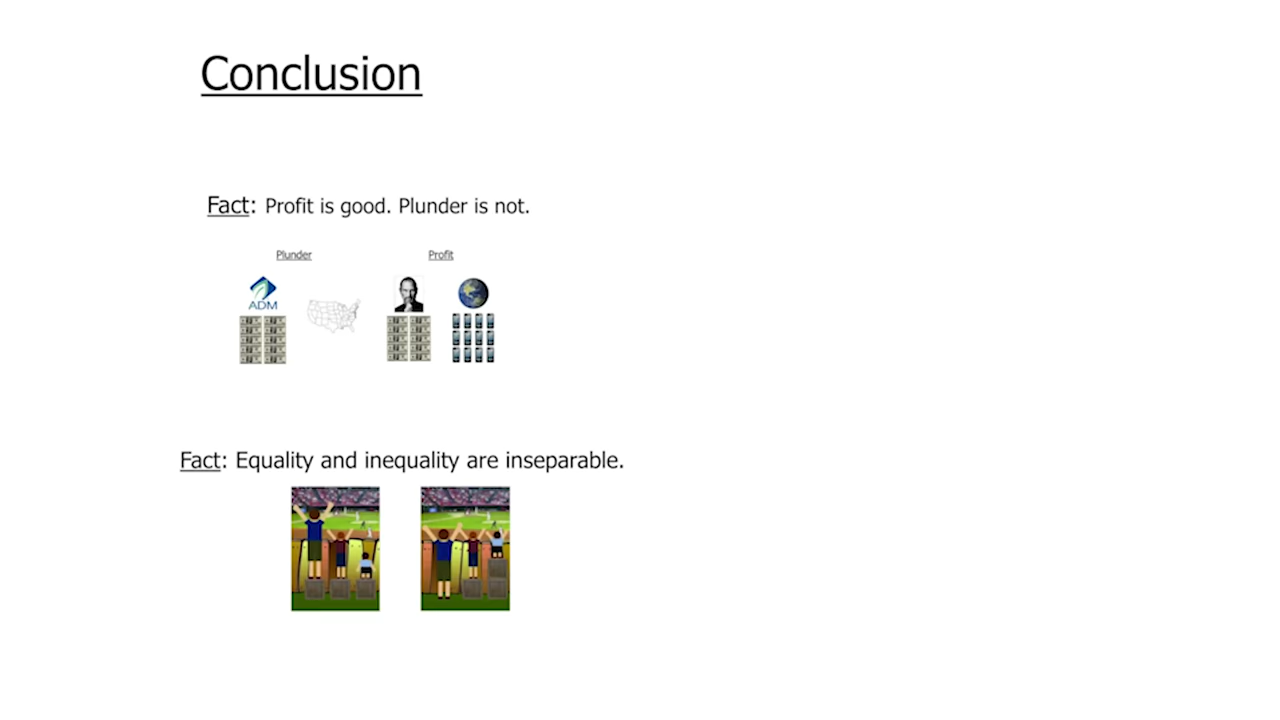 Conclusion
Fact: Profit is good. Plunder is not.
Plunder Profit
ADM
Fact: Equality and inequality are inseparable.